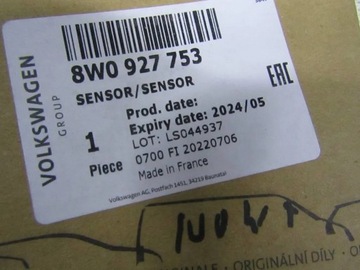 VOLKSWAGEN
GROUP
8W0 927 753
SENSOR/SENSOR
EAC
1
Piece
Prod. date:
Expiry date: 2024/05
LOT: LS044937
0700 FI 20220706
Made in France
Volkswagen AG, Postfach 1451, 34219 Baunatal
ORIGINÁLNÍ DÍLY